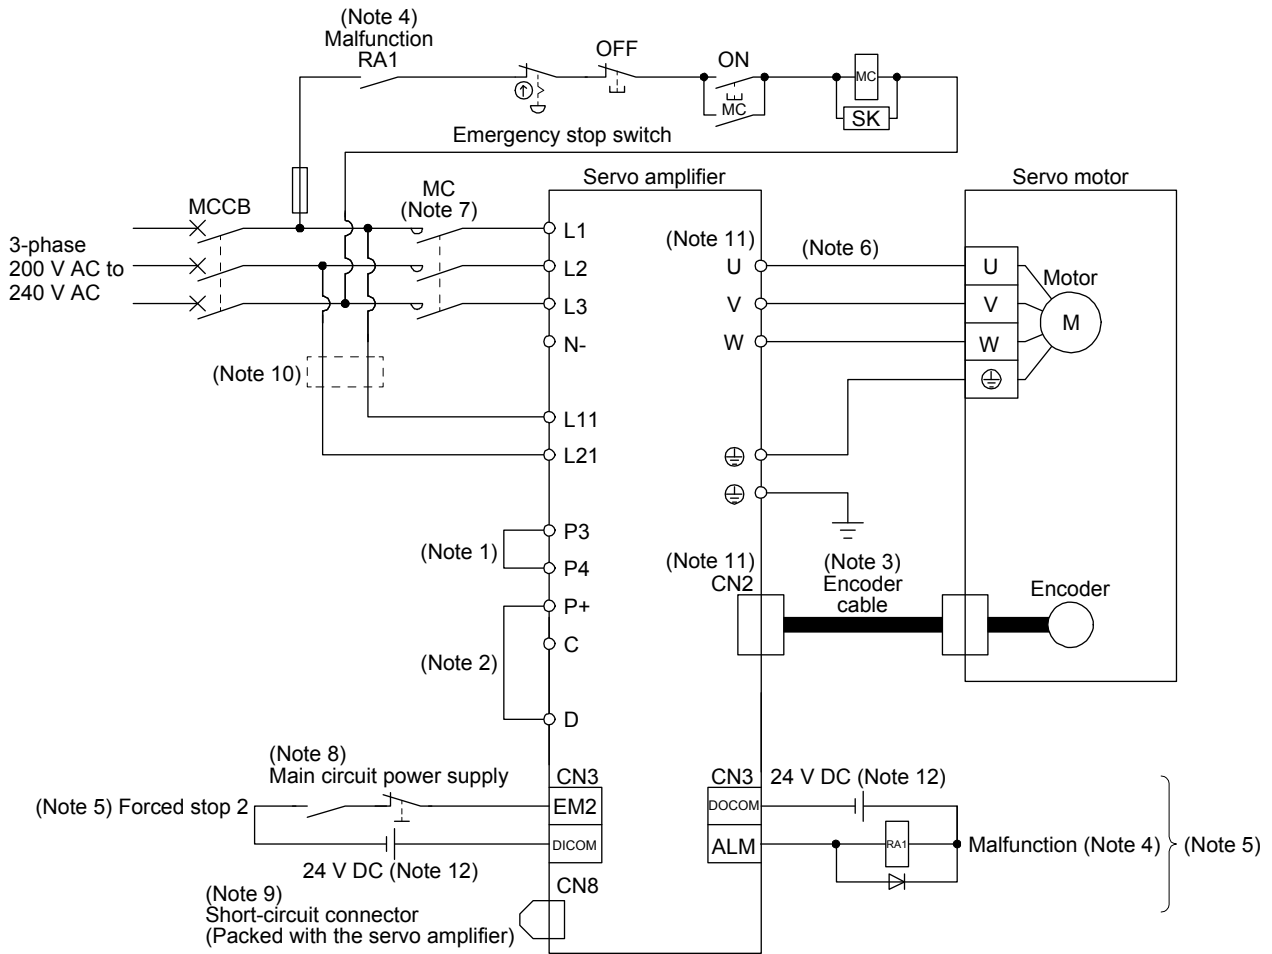 (Note 4)
Malfunction
RA1
OFF
ON
MC
MC
SK
Emergency stop switch
Servo amplifier
Servo motor
MCCB
MC
(Note 7)
3-phase
200 V AC to
240 V AC
L1
L2
L3
N-
(Note 10)
L11
L21
(Note 11)
U
V
W
(Note 6)
U
V
W
Motor
M
(Note 1)
P3
P4
(Note 2)
P+
C
D
(Note 11)
CN2
(Note 3)
Encoder
cable
Encoder
(Note 8)
Main circuit power supply
(Note 5) Forced stop 2
24 V DC (Note 12)
CN3
EM2
DICOM
CN3
24 V DC (Note 12)
DOCOM
ALM
RA1
Malfunction (Note 4)
(Note 5)
CN8
(Note 9)
Short-circuit connector
(Packed with the servo amplifier)